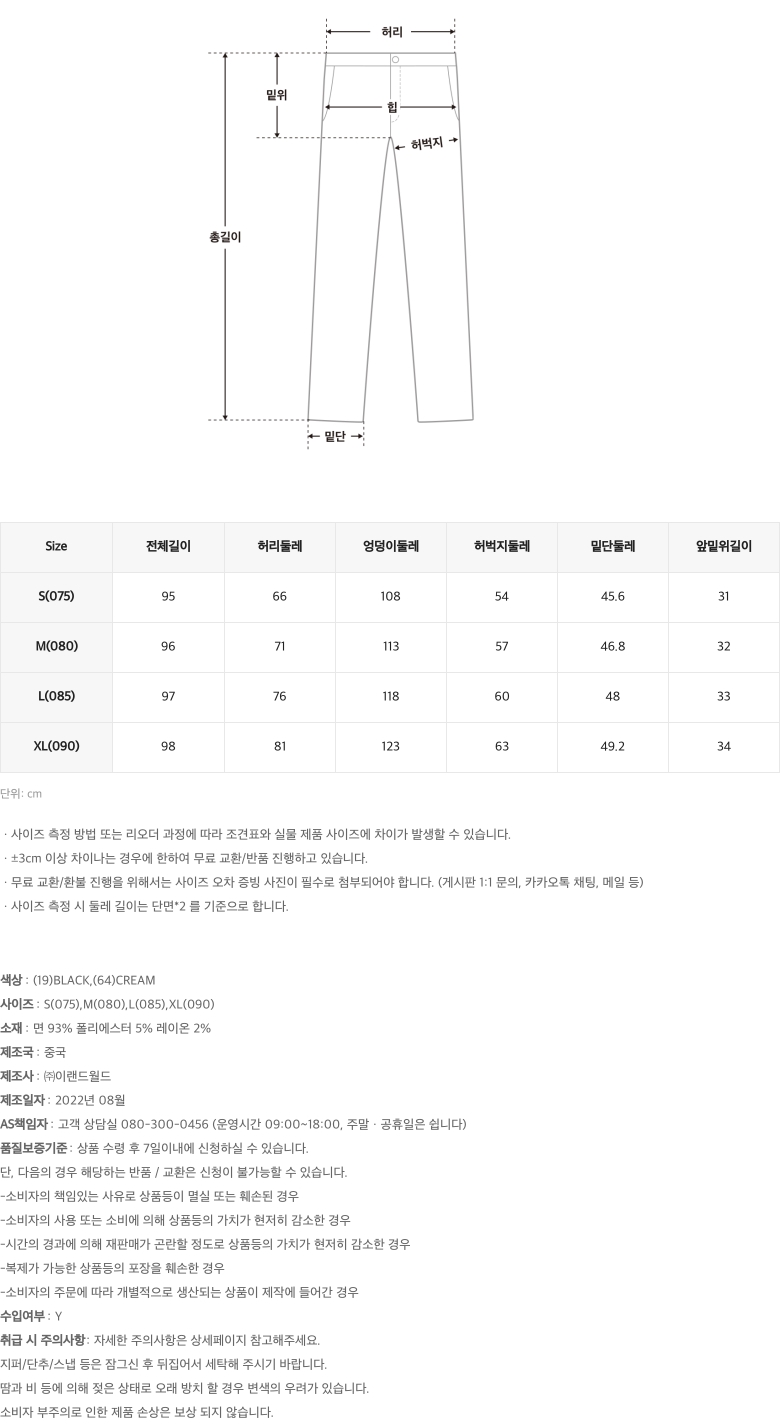 허리
밑위
힙
허벅지
총길이
밑단
Size 전체길이 허리둘레 엉덩이둘레 허벅지둘레 밑단둘레 앞밑위길이
S(075) 95 66 108 54 45.6 31
M(080) 96 71 113 57 46.8 32
L(085) 97 76 118 60 48 33
XL(090) 98 81 123 63 49.2 34
단위: cm
· 사이즈 측정 방법 또는 리오더 과정에 따라 조견표와 실물 제품 사이즈에 차이가 발생할 수 있습니다.
· ±3cm 이상 차이나는 경우에 한하여 무료 교환/반품 진행하고 있습니다.
· 무료 교환/환불 진행을 위해서는 사이즈 오차 증빙 사진이 필수로 첨부되어야 합니다. (게시판 1:1 문의, 카카오톡 채팅, 메일 등)
· 사이즈 측정 시 둘레 길이는 단면*2 를 기준으로 합니다.
색상 : (19)BLACK,(64)CREAM
사이즈 : S(075),M(080),L(085),XL(090)
소재 : 면 93% 폴리에스터 5% 레이온 2%
제조국 : 중국
제조사 : ㈜이랜드월드
제조일자 : 2022년 08월
AS책임자 : 고객 상담실 080-300-0456 (운영시간 09:00~18:00, 주말 · 공휴일은 쉽니다)
품질보증기준 : 상품 수령 후 7일이내에 신청하실 수 있습니다.
단, 다음의 경우 해당하는 반품 / 교환은 신청이 불가능할 수 있습니다.
-소비자의 책임있는 사유로 상품등이 멸실 또는 훼손된 경우
-소비자의 사용 또는 소비에 의해 상품등의 가치가 현저히 감소한 경우
-시간의 경과에 의해 재판매가 곤란할 정도로 상품등의 가치가 현저히 감소한 경우
-복제가 가능한 상품등의 포장을 훼손한 경우
-소비자의 주문에 따라 개별적으로 생산되는 상품이 제작에 들어간 경우
수입여부 : Y
취급 시 주의사항 : 자세한 주의사항은 상세페이지 참고해주세요.
지퍼/단추/스냅 등은 잠그신 후 뒤집어서 세탁해 주시기 바랍니다.
땀과 비 등에 의해 젖은 상태로 오래 방치 할 경우 변색의 우려가 있습니다.
소비자 부주의로 인한 제품 손상은 보상 되지 않습니다.